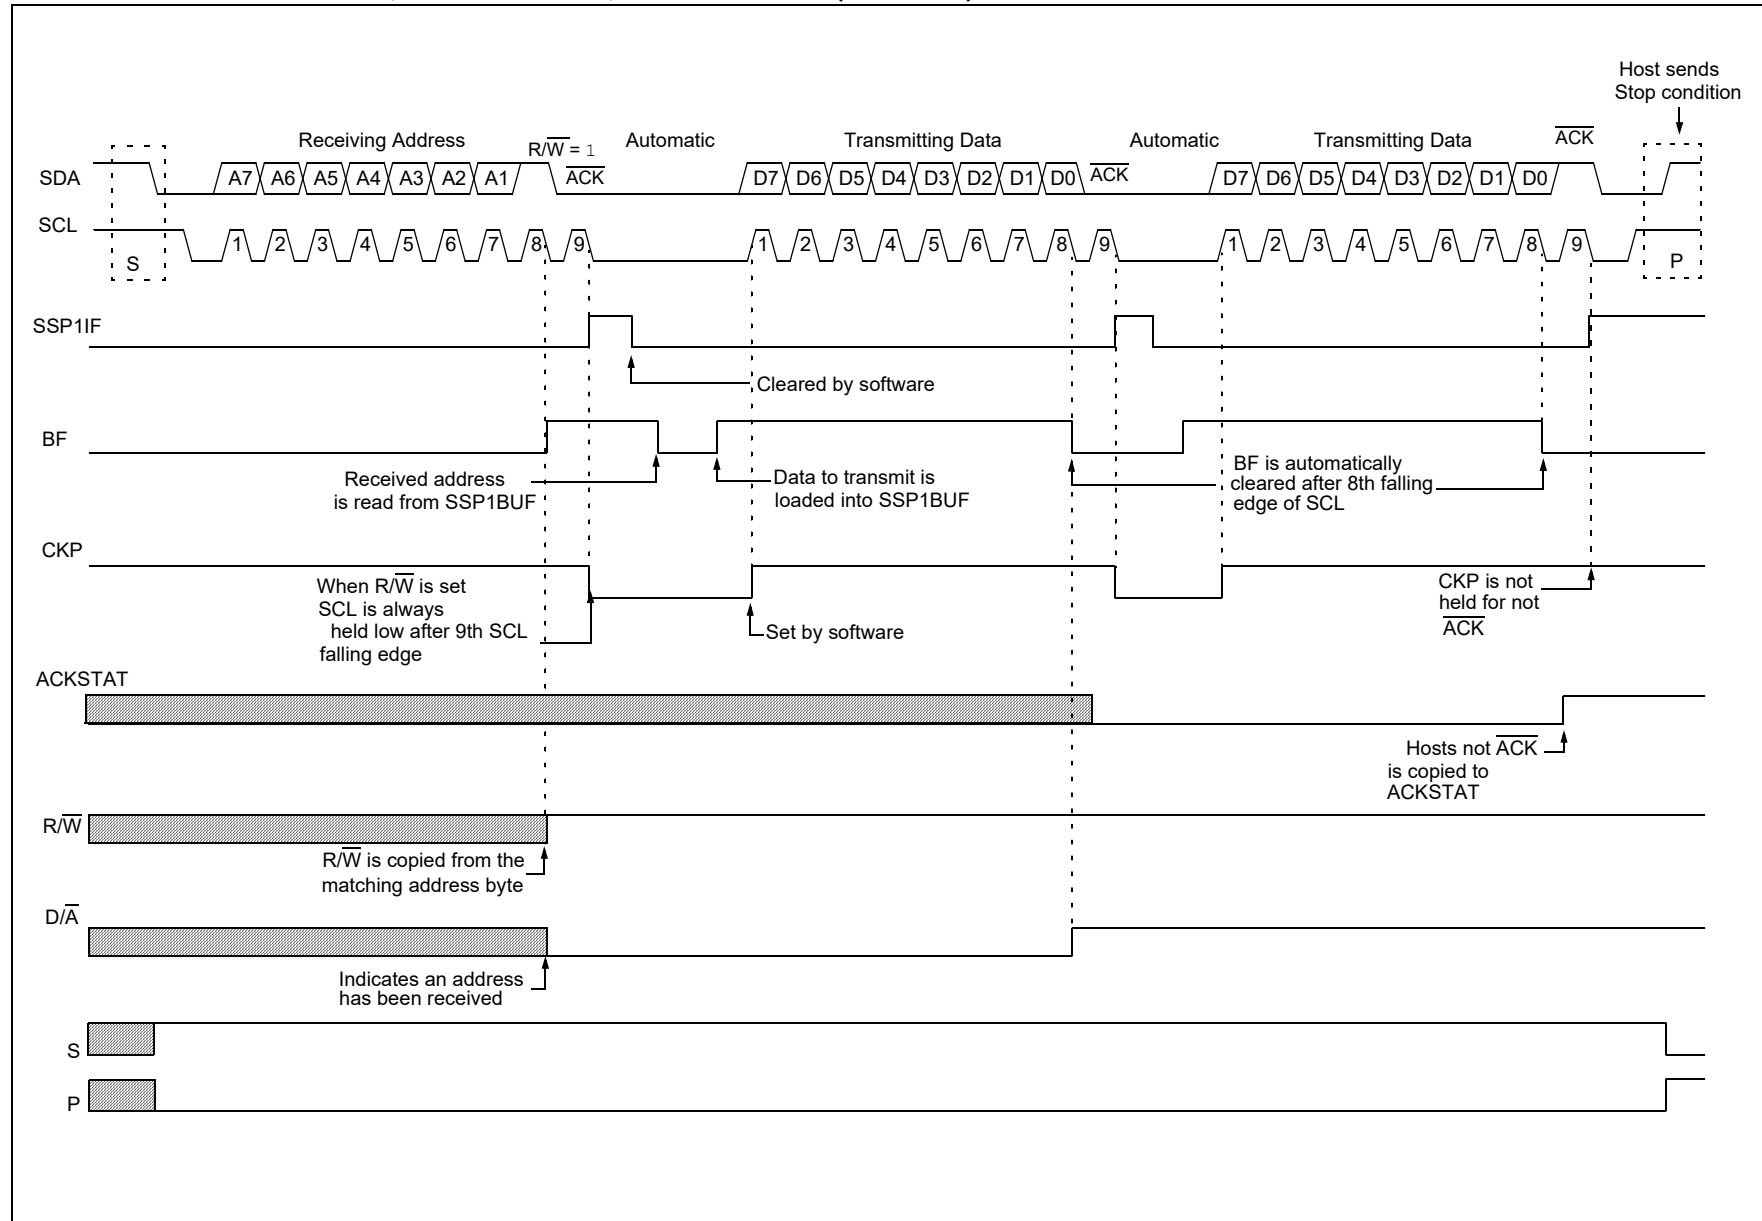 Host sends
Stop condition
Receiving Address
R/W̅ = 1
Automatic
Transmitting Data
Automatic
Transmitting Data
A̅C̅K̅
SDA
A7 A6 A5 A4 A3 A2 A1
A̅C̅K̅
D7 D6 D5 D4 D3 D2 D1 D0
A̅C̅K̅
D7 D6 D5 D4 D3 D2 D1 D0
SCL
S
1 2 3 4 5 6 7 8 9
1 2 3 4 5 6 7 8 9
1 2 3 4 5 6 7 8 9
P
SSP1IF
Cleared by software
BF
Received address
is read from SSP1BUF
Data to transmit is
loaded into SSP1BUF
BF is automatically
cleared after 8th falling
edge of SCL
CKP
When R/W̅ is set
SCL is always
held low after 9th SCL
falling edge
Set by software
CKP is not
held for not
A̅C̅K̅
ACKSTAT
Hosts not A̅C̅K̅
is copied to
ACKSTAT
R/W̅
R/W̅ is copied from the
matching address byte
D/A̅
Indicates an address
has been received
S
P